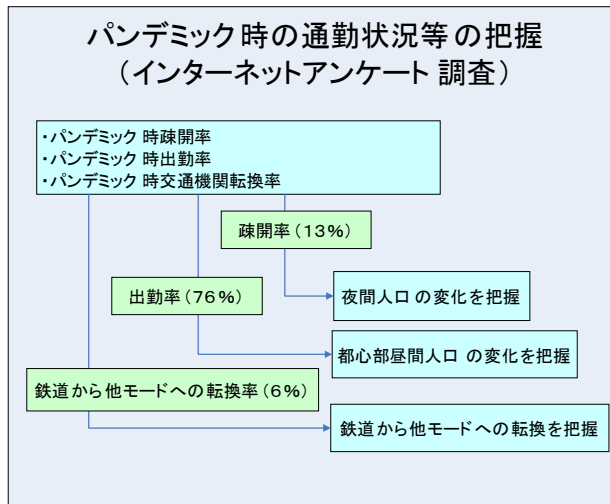 パンデミック時の通勤状況等の把握
（インターネットアンケート調査）
・パンデミック時疎開率
・パンデミック時出勤率
・パンデミック時交通機関転換率
疎開率（13％）
出勤率（76％）
夜間人口の変化を把握
都心部昼間人口の変化を把握
鉄道から他モードへの転換率（6％）
鉄道から他モードへの転換を把握